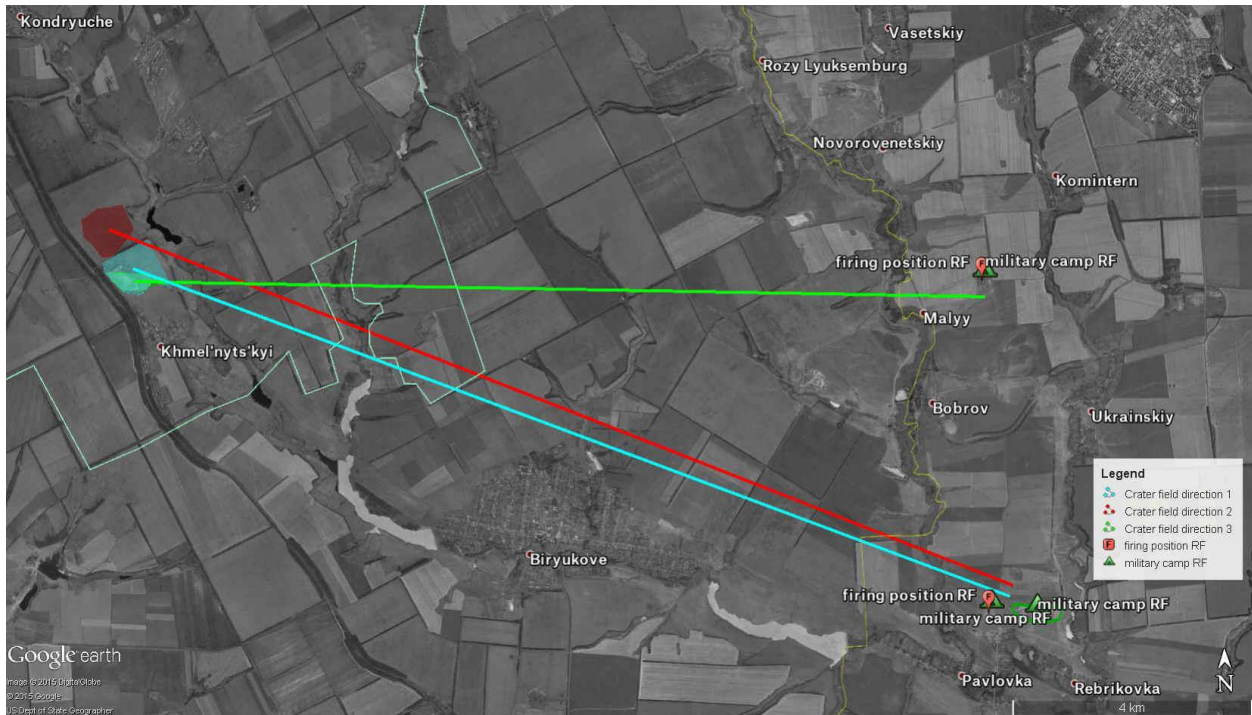 Kondryuche
Vasetskiy
Rozy Lyuksemburg
Novorovenetskiy
Komintern
firing position RF
military camp RF
Malyy
Khmel'nyts'kyi
Bobrov
Ukrainskiy
Legend
Crater field direction 1
Crater field direction 2
Crater field direction 3
F firing position RF
military camp RF
Biryukove
firing position RF
military camp RF
military camp RF
Pavlovka
Rebrikovka
Google earth
Image © 2015 DigitalGlobe
© 2015 Google
US Dept of State Geographer
N
4 km